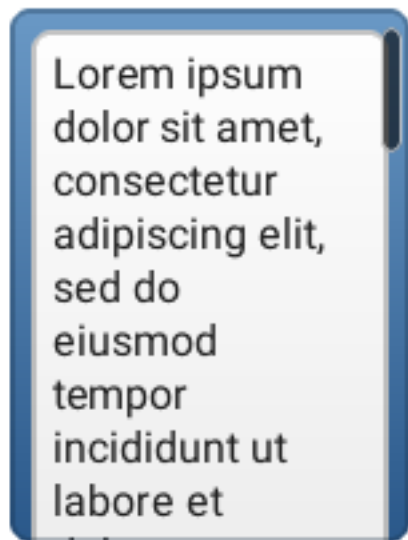 Lorem ipsum
dolor sit amet,
consectetur
adipiscing elit,
sed do
eiusmod
tempor
incididunt ut
labore et